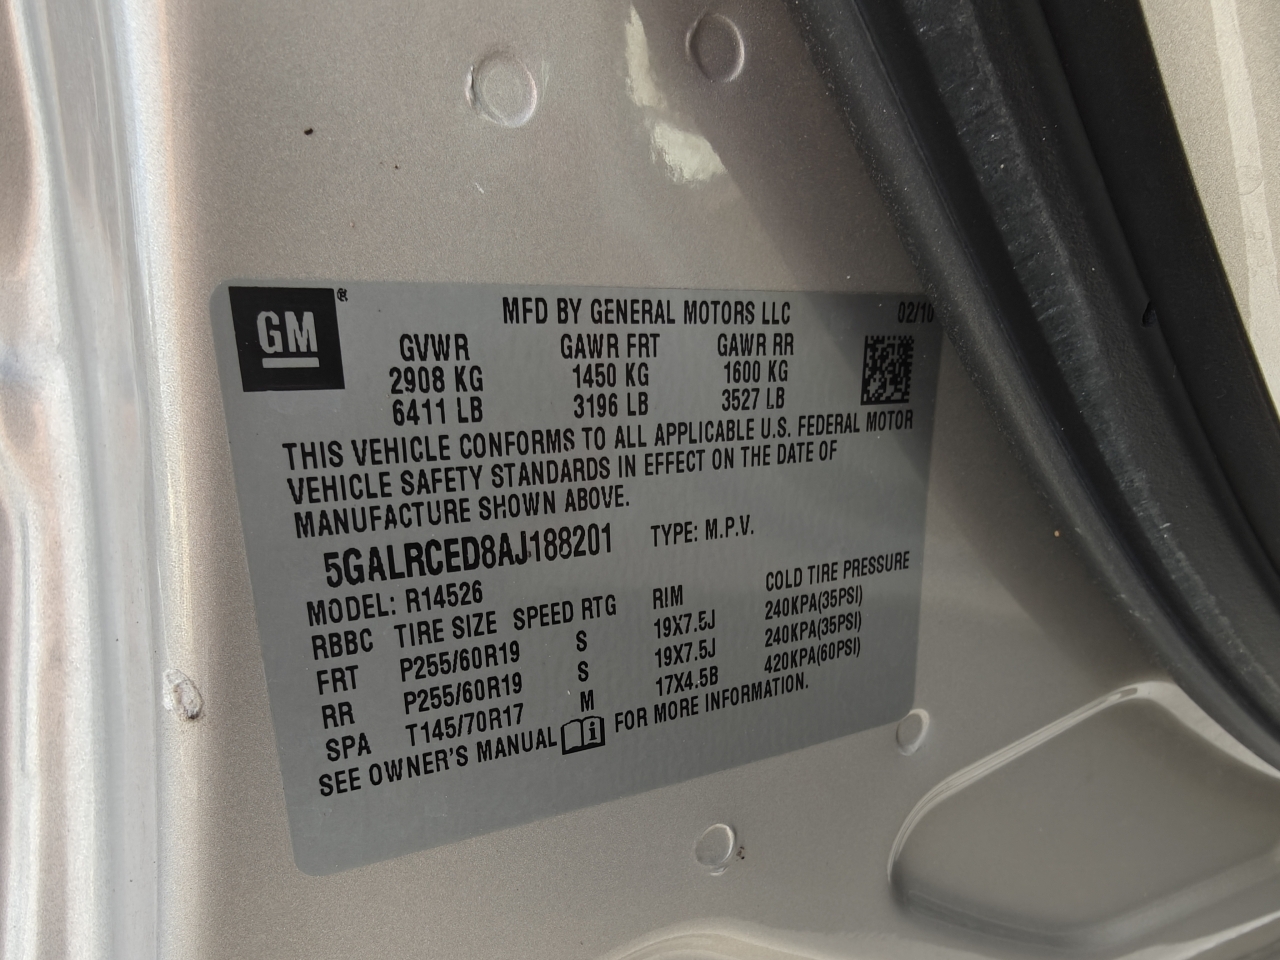 GM ®
MFD BY GENERAL MOTORS LLC 02/10
GVWR GAWR FRT GAWR RR
2908 KG 1450 KG 1600 KG
6411 LB 3196 LB 3527 LB
THIS VEHICLE CONFORMS TO ALL APPLICABLE U.S. FEDERAL MOTOR
VEHICLE SAFETY STANDARDS IN EFFECT ON THE DATE OF
MANUFACTURE SHOWN ABOVE.
5GALRCED8AJ188201 TYPE: M.P.V.
MODEL: R14526
RBBC TIRE SIZE SPEED RTG RIM COLD TIRE PRESSURE
FRT P255/60R19 S 19X7.5J 240KPA(35PSI)
RR P255/60R19 S 19X7.5J 240KPA(35PSI)
SPA T145/70R17 M 17X4.5B 420KPA(60PSI)
SEE OWNER'S MANUAL i FOR MORE INFORMATION.